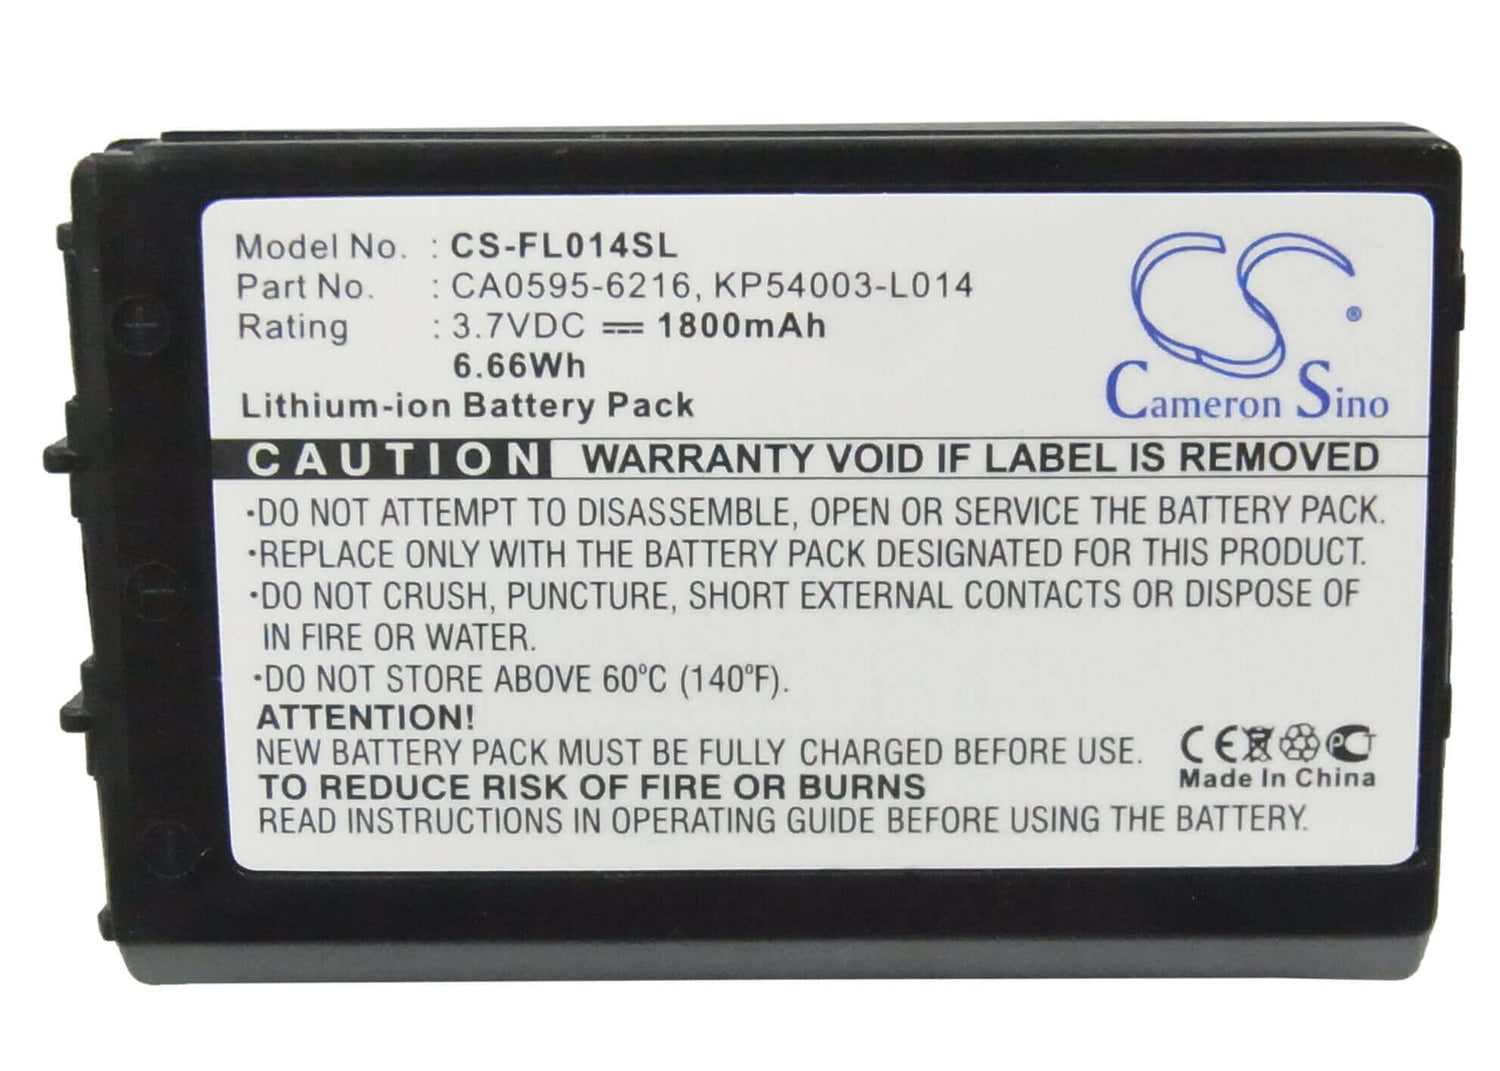 Model No. : CS-FL014SL
Part No. : CA0595-6216, KP54003-L014
Rating : 3.7VDC ⎓ 1800mAh
6.66Wh
Lithium-ion Battery Pack
CS
®
Cameron Sino
CAUTION WARRANTY VOID IF LABEL IS REMOVED
·DO NOT ATTEMPT TO DISASSEMBLE, OPEN OR SERVICE THE BATTERY PACK.
·REPLACE ONLY WITH THE BATTERY PACK DESIGNATED FOR THIS PRODUCT.
·DO NOT CRUSH, PUNCTURE, SHORT EXTERNAL CONTACTS OR DISPOSE OF
IN FIRE OR WATER.
·DO NOT STORE ABOVE 60ºC (140ºF).
ATTENTION!
NEW BATTERY PACK MUST BE FULLY CHARGED BEFORE USE.
TO REDUCE RISK OF FIRE OR BURNS
READ INSTRUCTIONS IN OPERATING GUIDE BEFORE USING THE BATTERY.
CE PCT
Made In China